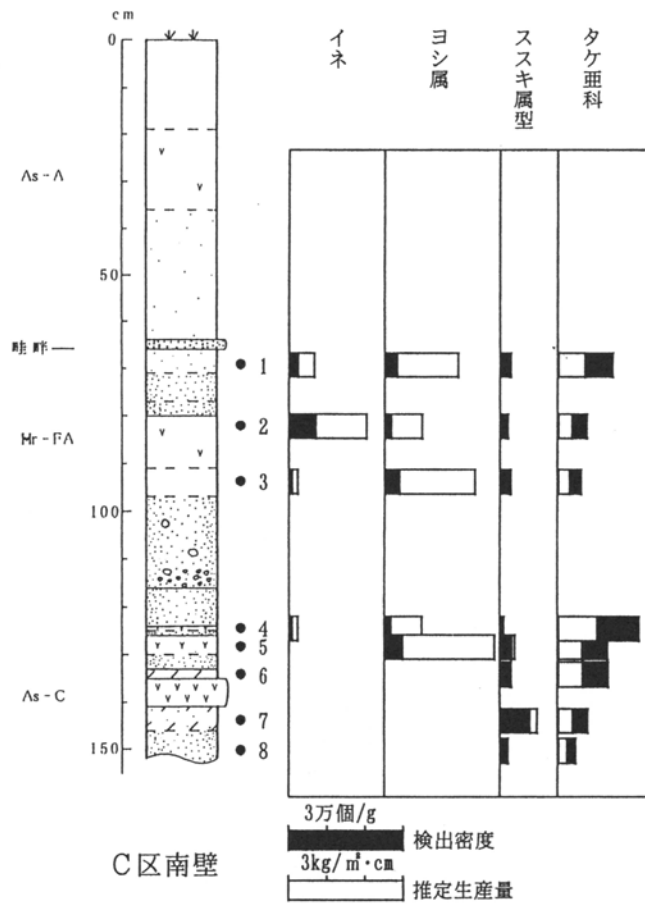 cm
0
50
100
150
As-A
畦畔
Hr-FA
As-C
1
2
3
4
5
6
7
8
イネ
ヨシ属
ススキ属型
タケ亜科
C区南壁
3万個/g
検出密度
3kg/㎡・cm
推定生産量